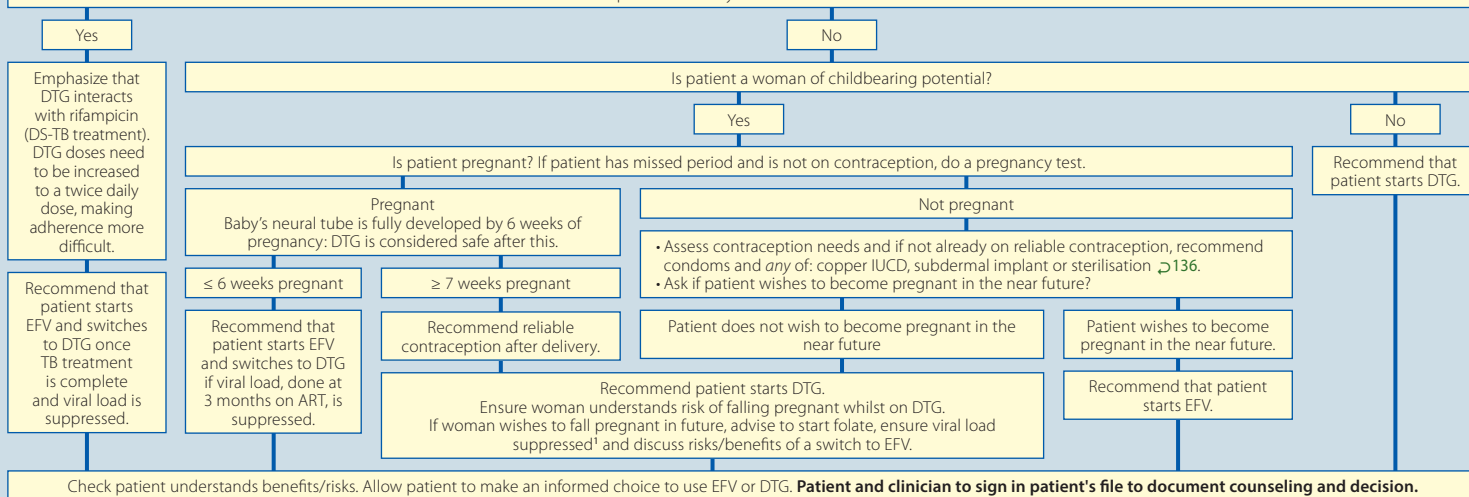 Yes
No
Emphasize that
DTG interacts
with rifampicin
(DS-TB treatment).
DTG doses need
to be increased
to a twice daily
dose, making
adherence more
difficult.
Recommend that
patient starts
EFV and switches
to DTG once
TB treatment
is complete
and viral load is
suppressed.
Is patient a woman of childbearing potential?
Yes
No
Is patient pregnant? If patient has missed period and is not on contraception, do a pregnancy test.
Recommend that
patient starts DTG.
Pregnant
Baby's neural tube is fully developed by 6 weeks of
pregnancy: DTG is considered safe after this.
Not pregnant
≤ 6 weeks pregnant
≥ 7 weeks pregnant
• Assess contraception needs and if not already on reliable contraception, recommend
condoms and any of: copper IUCD, subdermal implant or sterilisation ⮌136.
• Ask if patient wishes to become pregnant in the near future?
Recommend that
patient starts EFV
and switches to DTG
if viral load, done at
3 months on ART, is
suppressed.
Recommend reliable
contraception after delivery.
Patient does not wish to become pregnant in the
near future
Patient wishes to become
pregnant in the near future.
Recommend patient starts DTG.
Ensure woman understands risk of falling pregnant whilst on DTG.
If woman wishes to fall pregnant in future, advise to start folate, ensure viral load
suppressed¹ and discuss risks/benefits of a switch to EFV.
Recommend that patient
starts EFV.
Check patient understands benefits/risks. Allow patient to make an informed choice to use EFV or DTG. Patient and clinician to sign in patient's file to document counseling and decision.